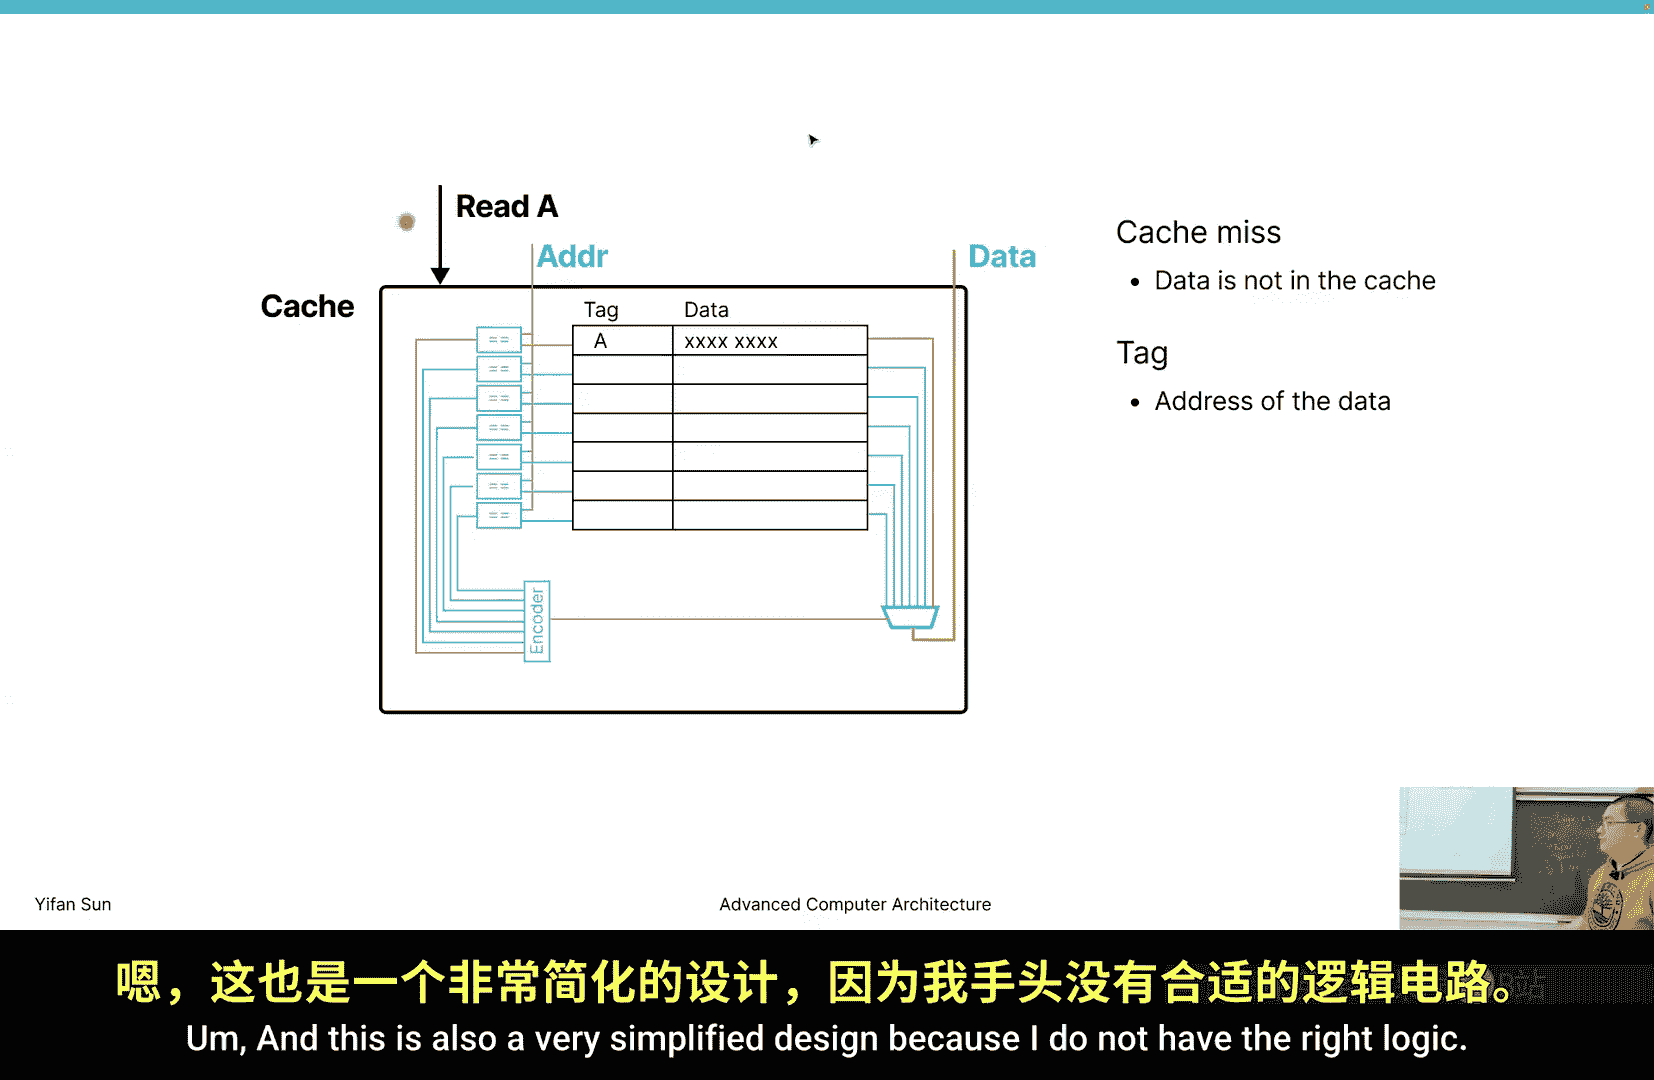 Read A
Addr
Data
Cache
Tag Data
A xxxx xxxx
==
==
==
==
==
==
==
Encoder
Cache miss
• Data is not in the cache
Tag
• Address of the data
Yifan Sun
Advanced Computer Architecture
嗯，这也是一个非常简化的设计，因为我手头没有合适的逻辑电路。
Um, And this is also a very simplified design because I do not have the right logic.